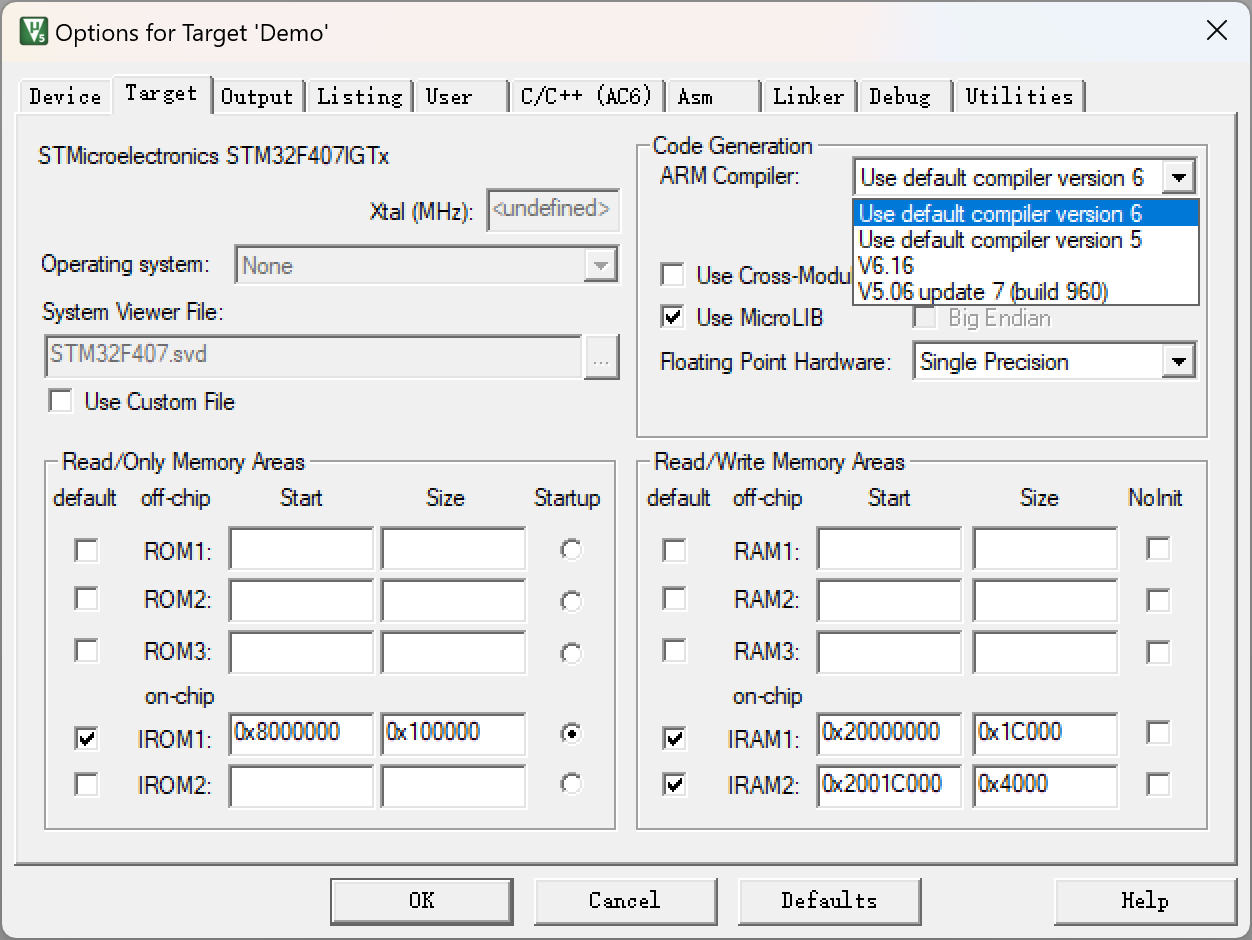 Options for Target 'Demo'
Device Target Output Listing User C/C++ (AC6) Asm Linker Debug Utilities
STMicroelectronics STM32F407IGTx
Xtal (MHz): <undefined>
Operating system: None
System Viewer File:
STM32F407.svd ...
Use Custom File
Code Generation
ARM Compiler: Use default compiler version 6
Use default compiler version 6
Use default compiler version 5
V6.16
V5.06 update 7 (build 960)
Use Cross-Modu
Use MicroLIB Big Endian
Floating Point Hardware: Single Precision
Read/Only Memory Areas
default off-chip Start Size Startup
ROM1:
ROM2:
ROM3:
on-chip
IROM1: 0x8000000 0x100000
IROM2:
Read/Write Memory Areas
default off-chip Start Size NoInit
RAM1:
RAM2:
RAM3:
on-chip
IRAM1: 0x20000000 0x1C000
IRAM2: 0x2001C000 0x4000
OK Cancel Defaults Help